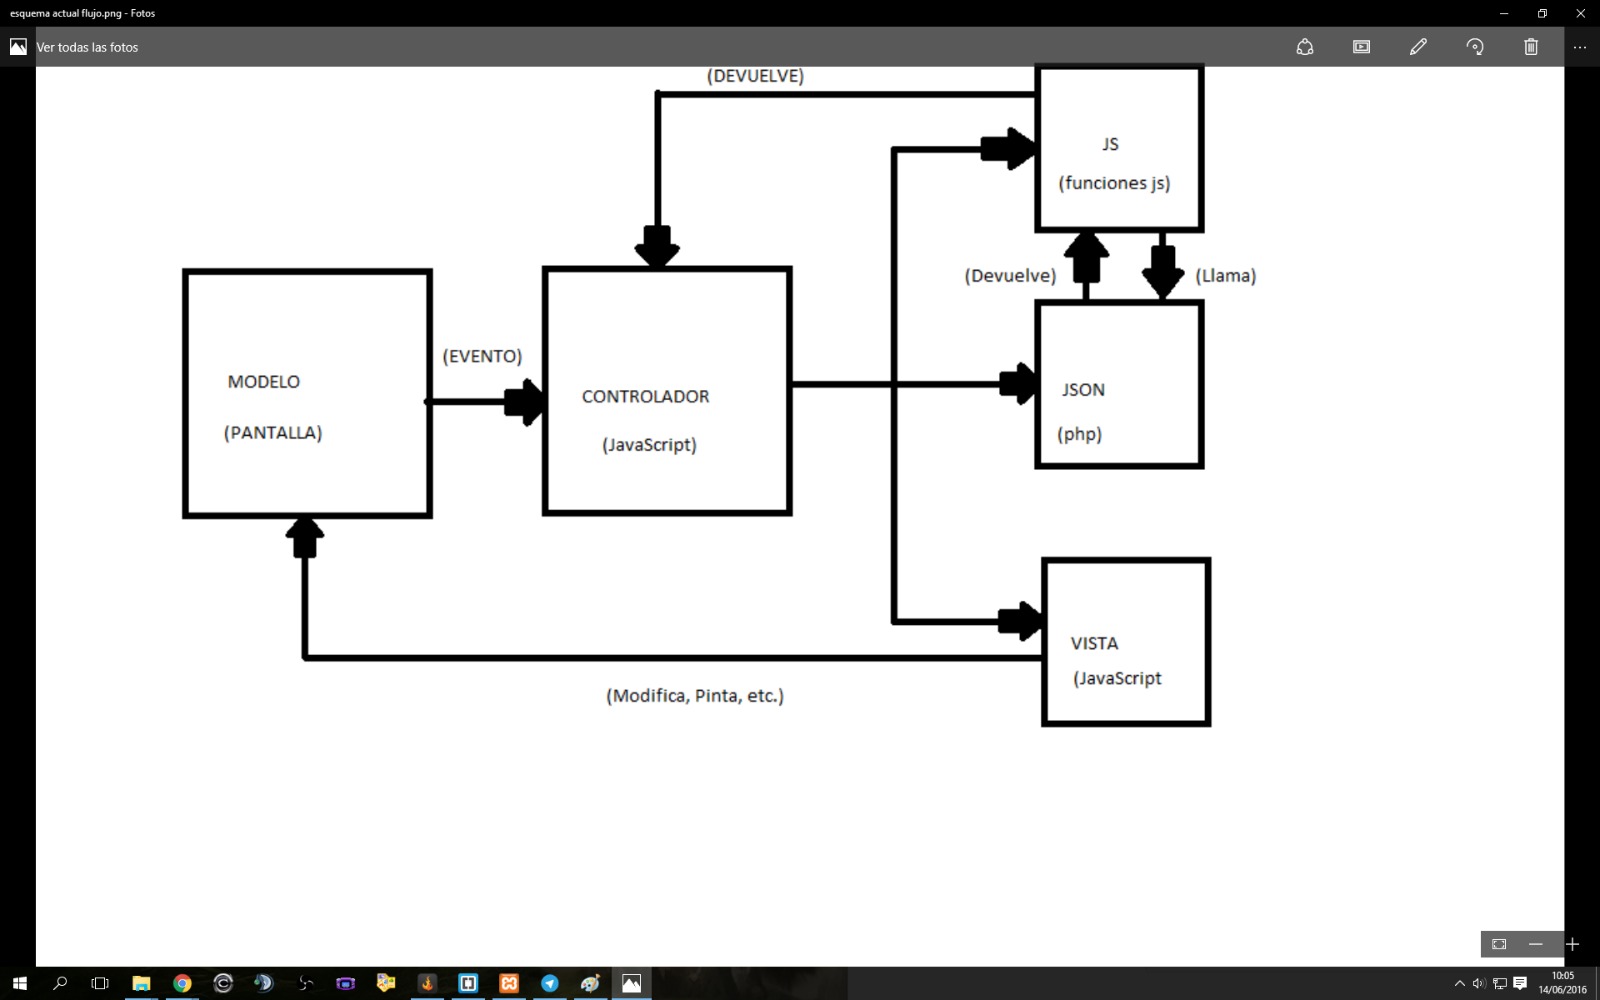 esquema actual flujo.png - Fotos
Ver todas las fotos
(DEVUELVE)
JS
(funciones js)
(Devuelve)
(Llama)
(EVENTO)
MODELO
(PANTALLA)
CONTROLADOR
(JavaScript)
JSON
(php)
VISTA
(JavaScript
(Modifica, Pinta, etc.)
10:05
14/06/2016